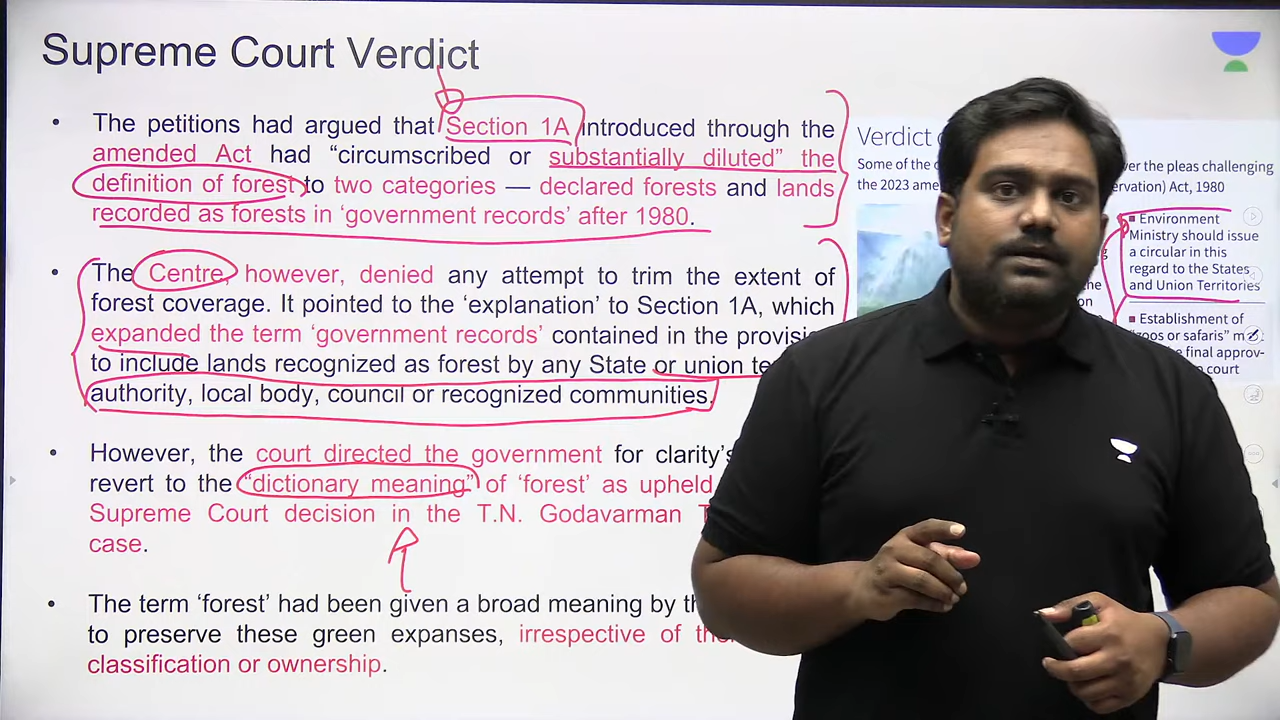 Supreme Court Verdict
• The petitions had argued that Section 1A introduced through the
amended Act had “circumscribed or substantially diluted” the
definition of forest to two categories — declared forests and lands
recorded as forests in ‘government records’ after 1980.
• The Centre, however, denied any attempt to trim the extent of
forest coverage. It pointed to the ‘explanation’ to Section 1A, which
expanded the term ‘government records’ contained in the
to include lands recognized as forest by any State or union
authority, local body, council or recognized communities.
• However, the court directed the government for clarity’s
revert to the “dictionary meaning” of ‘forest’ as upheld
Supreme Court decision in the T.N. Godavarman
case.
• The term ‘forest’ had been given a broad meaning by
to preserve these green expanses, irrespective of
classification or ownership.
Verdict
Some of the
the 2023
over the pleas challenging
Act, 1980
■ Environment
Ministry should issue
a circular in this
regard to the States
and Union Territories
■ Establishment of
“zoos or safaris”
final
court